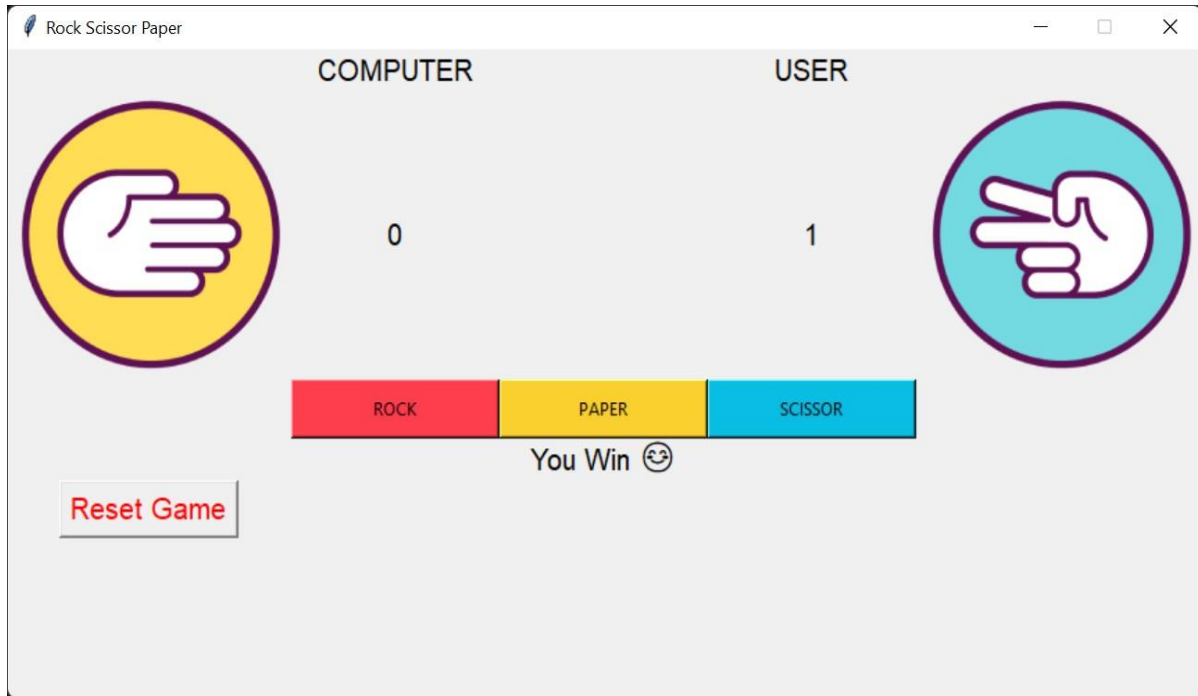 Rock Scissor Paper
COMPUTER USER
0 1
ROCK PAPER SCISSOR
You Win 😊
Reset Game